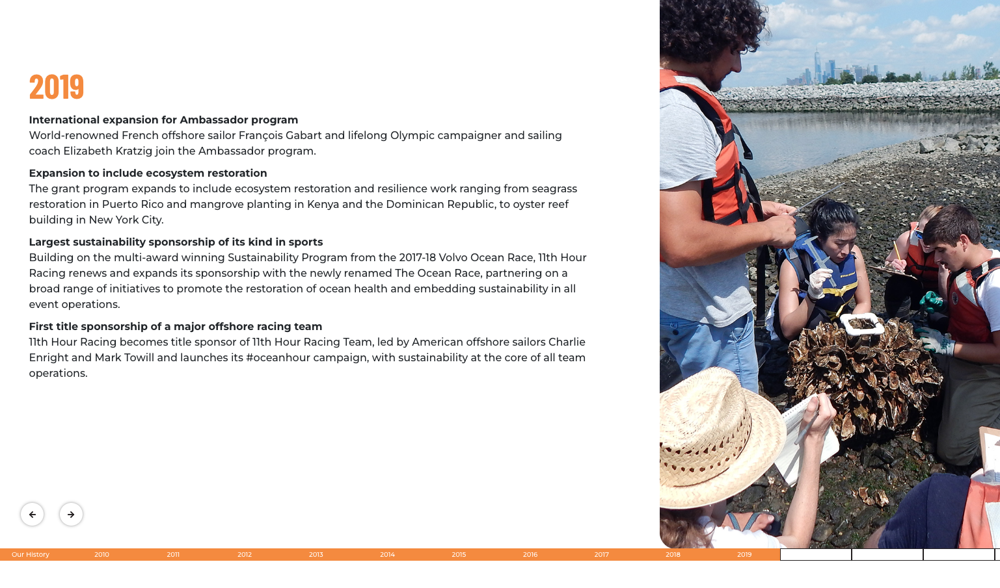 2019
International expansion for Ambassador program
World-renowned French offshore sailor François Gabart and lifelong Olympic campaigner and sailing
coach Elizabeth Kratzig join the Ambassador program.
Expansion to include ecosystem restoration
The grant program expands to include ecosystem restoration and resilience work ranging from seagrass
restoration in Puerto Rico and mangrove planting in Kenya and the Dominican Republic, to oyster reef
building in New York City.
Largest sustainability sponsorship of its kind in sports
Building on the multi-award winning Sustainability Program from the 2017-18 Volvo Ocean Race, 11th Hour
Racing renews and expands its sponsorship with the newly renamed The Ocean Race, partnering on a
broad range of initiatives to promote the restoration of ocean health and embedding sustainability in all
event operations.
First title sponsorship of a major offshore racing team
11th Hour Racing becomes title sponsor of 11th Hour Racing Team, led by American offshore sailors Charlie
Enright and Mark Towill and launches its #oceanhour campaign, with sustainability at the core of all team
operations.
Our History 2010 2011 2012 2013 2014 2015 2016 2017 2018 2019